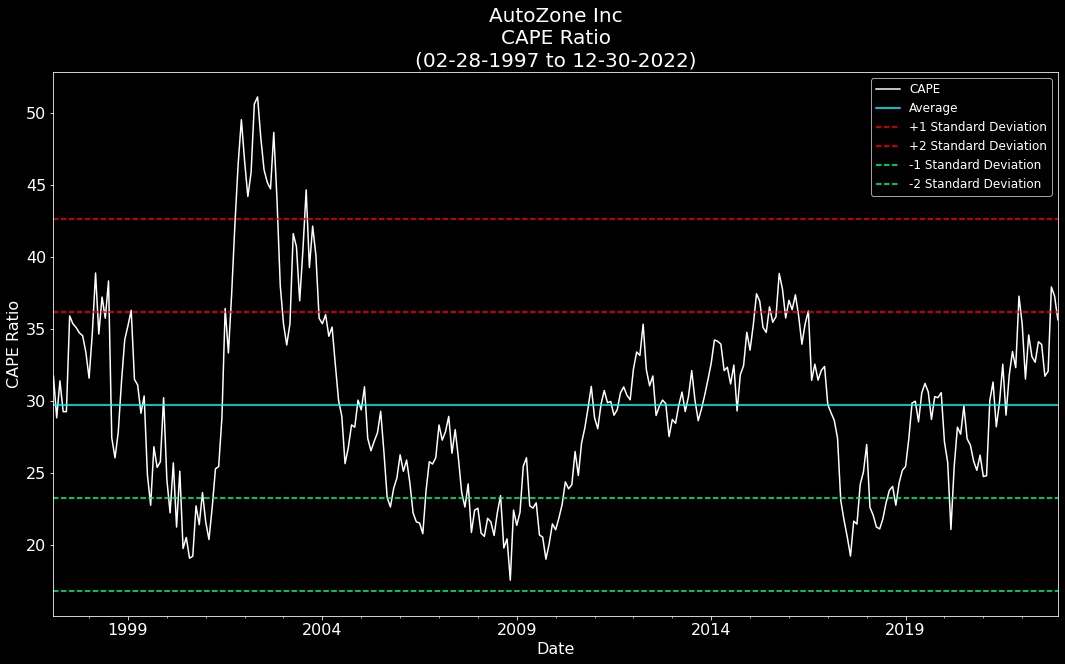 AutoZone Inc
CAPE Ratio
(02-28-1997 to 12-30-2022)
CAPE
Average
+1 Standard Deviation
+2 Standard Deviation
-1 Standard Deviation
-2 Standard Deviation
CAPE Ratio
50
45
40
35
30
25
20
1999 2004 2009 2014 2019
Date